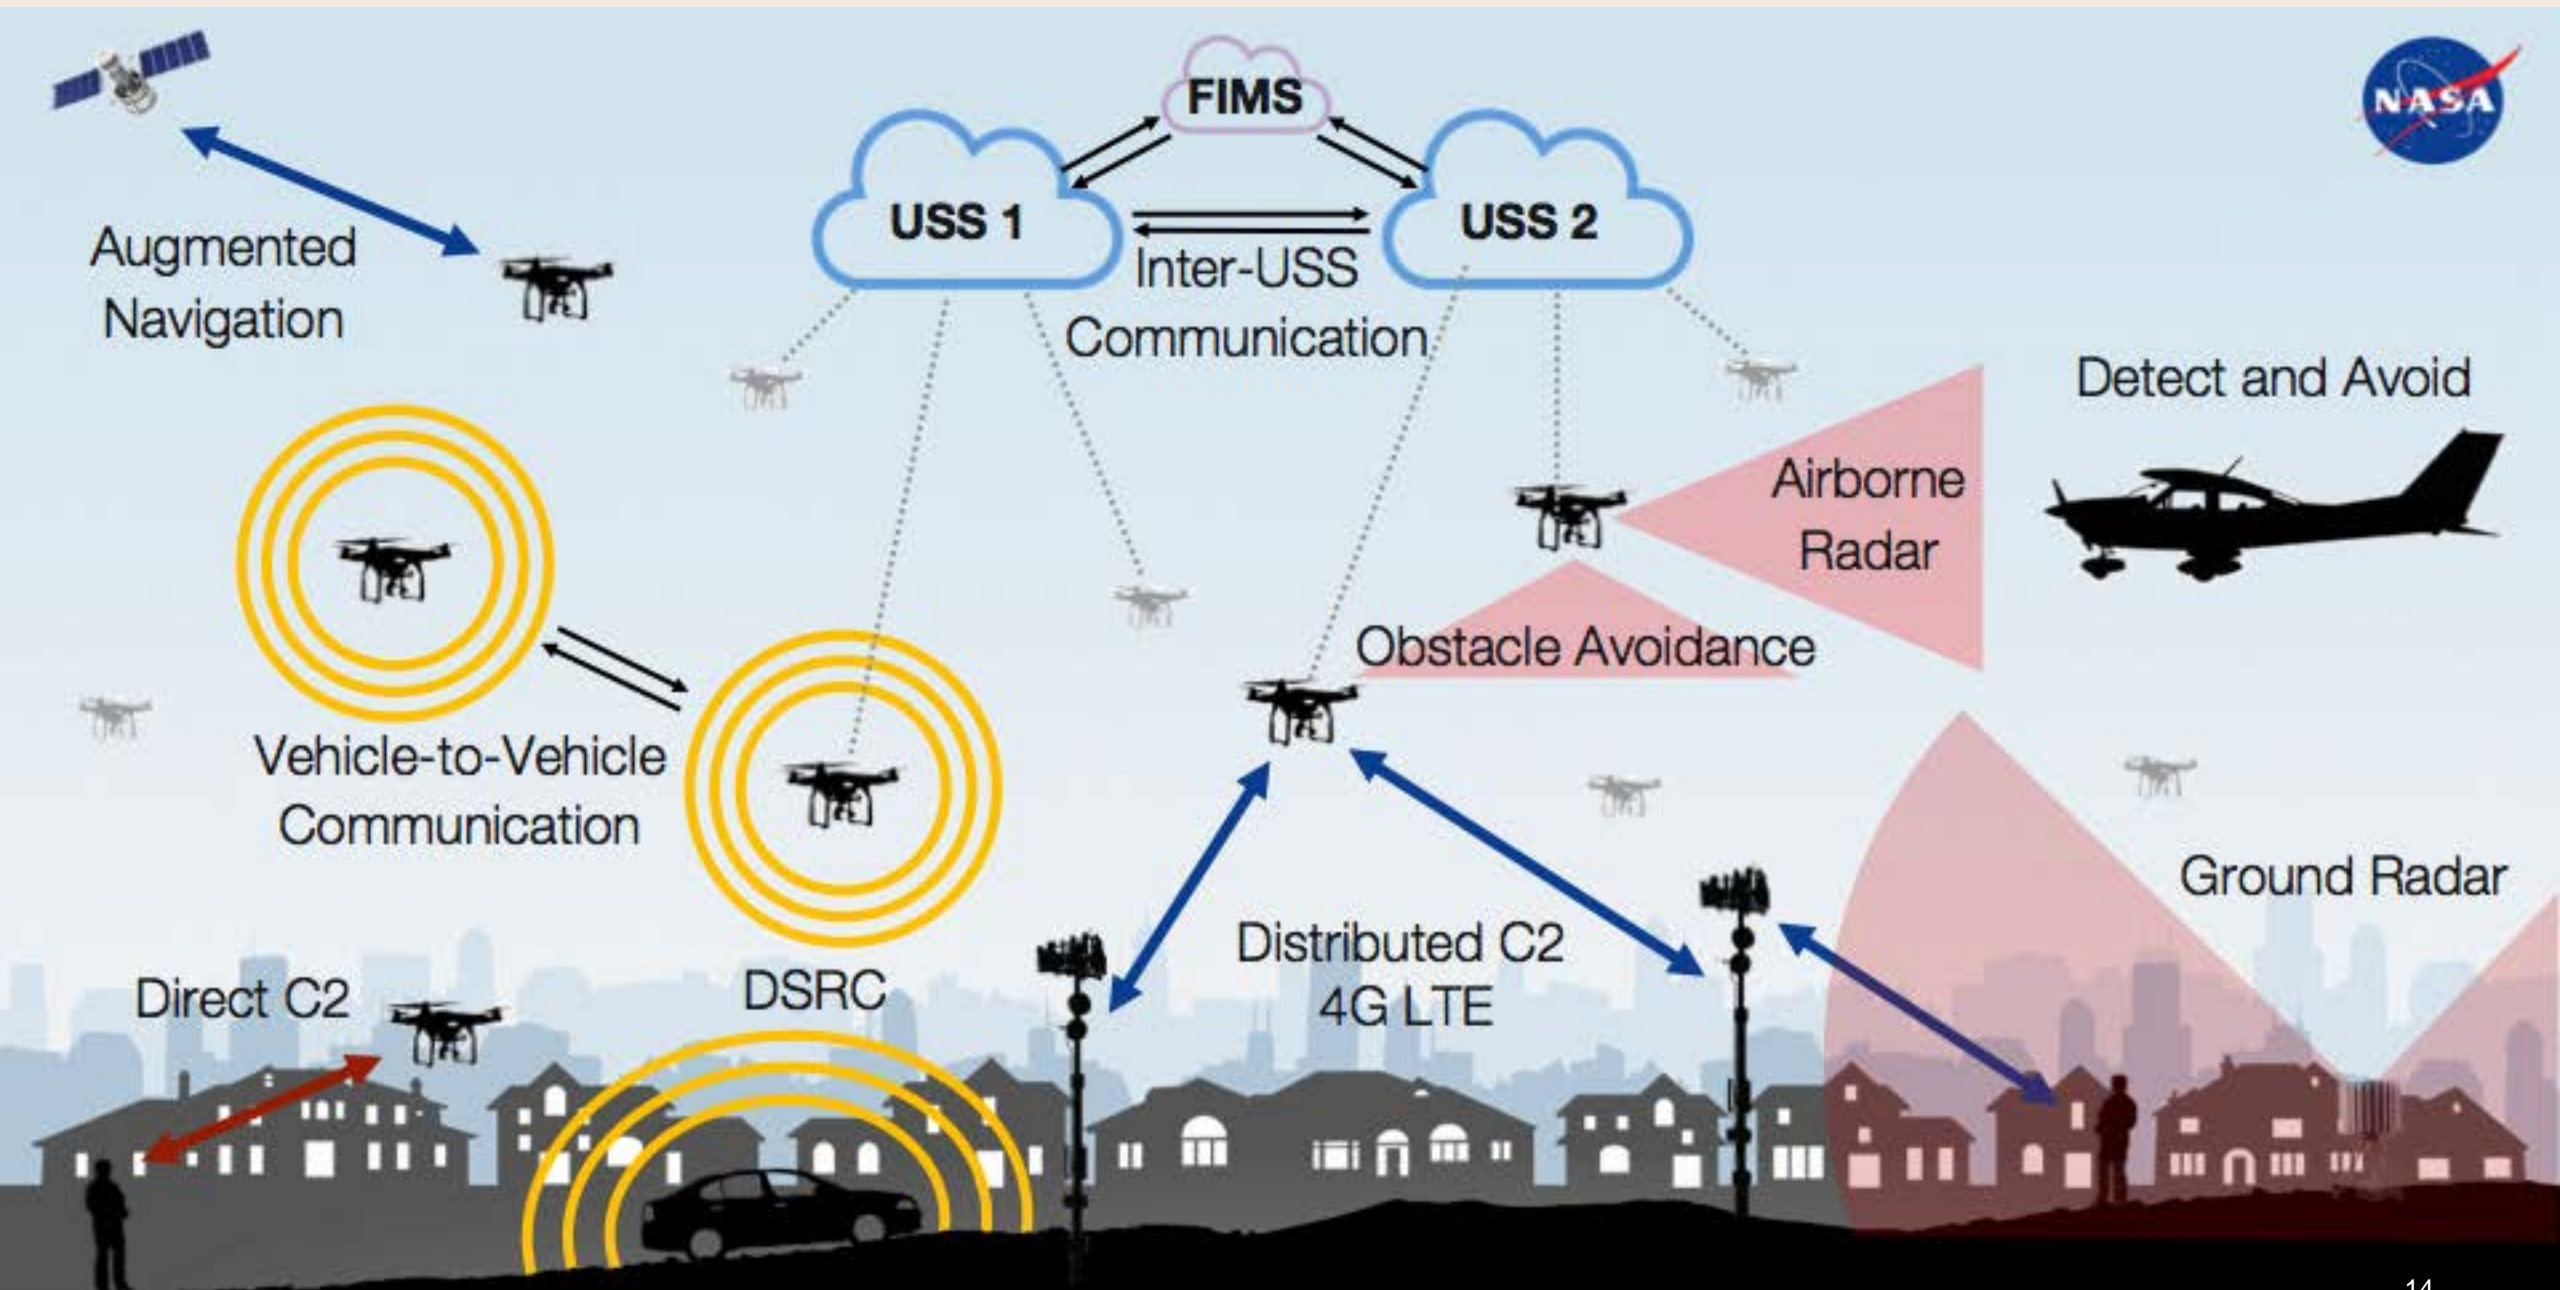 FIMS
NASA
USS 1
USS 2
Augmented
Navigation
Inter-USS
Communication
Detect and Avoid
Airborne
Radar
Obstacle Avoidance
Vehicle-to-Vehicle
Communication
Ground Radar
Distributed C2
4G LTE
Direct C2
DSRC
14